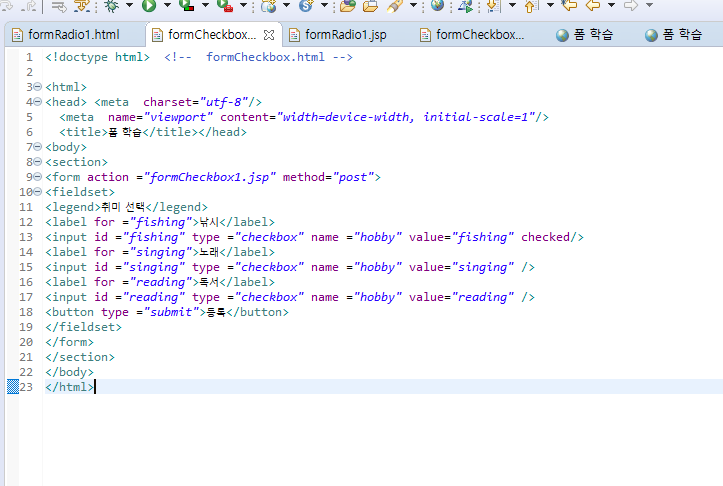 formRadio1.html formCheckbox... formRadio1.jsp formCheckbox... 폼 학습 폼 학습
1 <!doctype html> <!-- formCheckbox.html -->
2
3 <html>
4 <head> <meta charset="utf-8"/>
5 <meta name="viewport" content="width=device-width, initial-scale=1"/>
6 <title>폼 학습</title></head>
7 <body>
8 <section>
9 <form action ="formCheckbox1.jsp" method="post">
10 <fieldset>
11 <legend>취미 선택</legend>
12 <label for ="fishing">낚시</label>
13 <input id ="fishing" type ="checkbox" name ="hobby" value="fishing" checked/>
14 <label for ="singing">노래</label>
15 <input id ="singing" type ="checkbox" name ="hobby" value="singing" />
16 <label for ="reading">독서</label>
17 <input id ="reading" type ="checkbox" name ="hobby" value="reading" />
18 <button type ="submit">등록</button>
19 </fieldset>
20 </form>
21 </section>
22 </body>
23 </html>